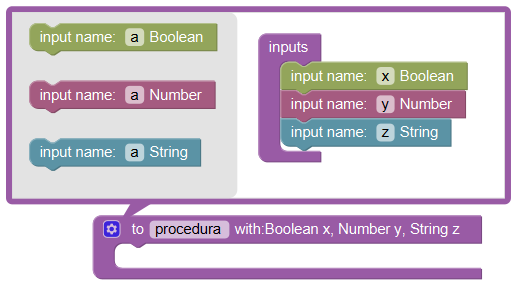 input name: a Boolean
input name: a Number
input name: a String
inputs
input name: x Boolean
input name: y Number
input name: z String
to procedura with:Boolean x, Number y, String z